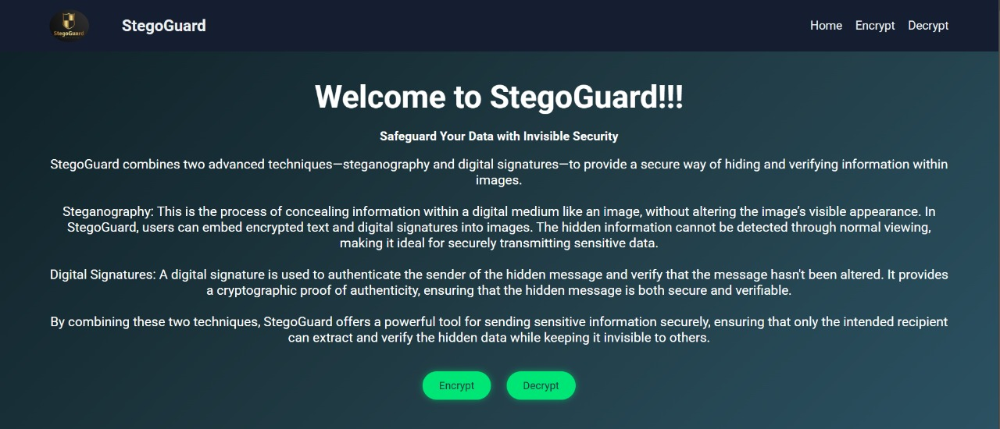 StegoGuard
StegoGuard
Home Encrypt Decrypt
Welcome to StegoGuard!!!
Safeguard Your Data with Invisible Security
StegoGuard combines two advanced techniques—steganography and digital signatures—to provide a secure way of hiding and verifying information within
images.
Steganography: This is the process of concealing information within a digital medium like an image, without altering the image’s visible appearance. In
StegoGuard, users can embed encrypted text and digital signatures into images. The hidden information cannot be detected through normal viewing,
making it ideal for securely transmitting sensitive data.
Digital Signatures: A digital signature is used to authenticate the sender of the hidden message and verify that the message hasn't been altered. It provides
a cryptographic proof of authenticity, ensuring that the hidden message is both secure and verifiable.
By combining these two techniques, StegoGuard offers a powerful tool for sending sensitive information securely, ensuring that only the intended recipient
can extract and verify the hidden data while keeping it invisible to others.
Encrypt Decrypt